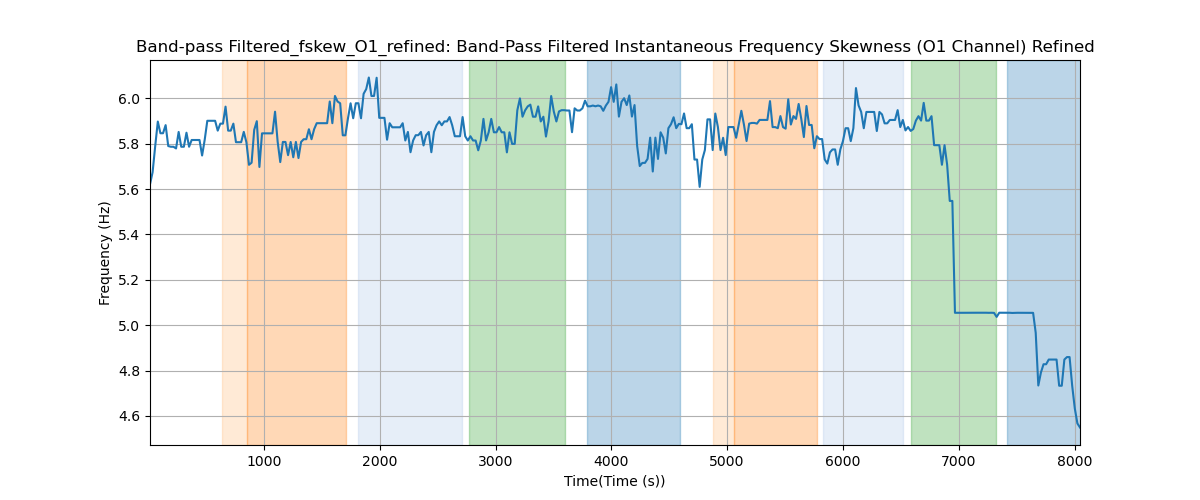 Band-pass Filtered_fskew_O1_refined: Band-Pass Filtered Instantaneous Frequency Skewness (O1 Channel) Refined
Frequency (Hz)
6.0
5.8
5.6
5.4
5.2
5.0
4.8
4.6
1000 2000 3000 4000 5000 6000 7000 8000
Time(Time (s))